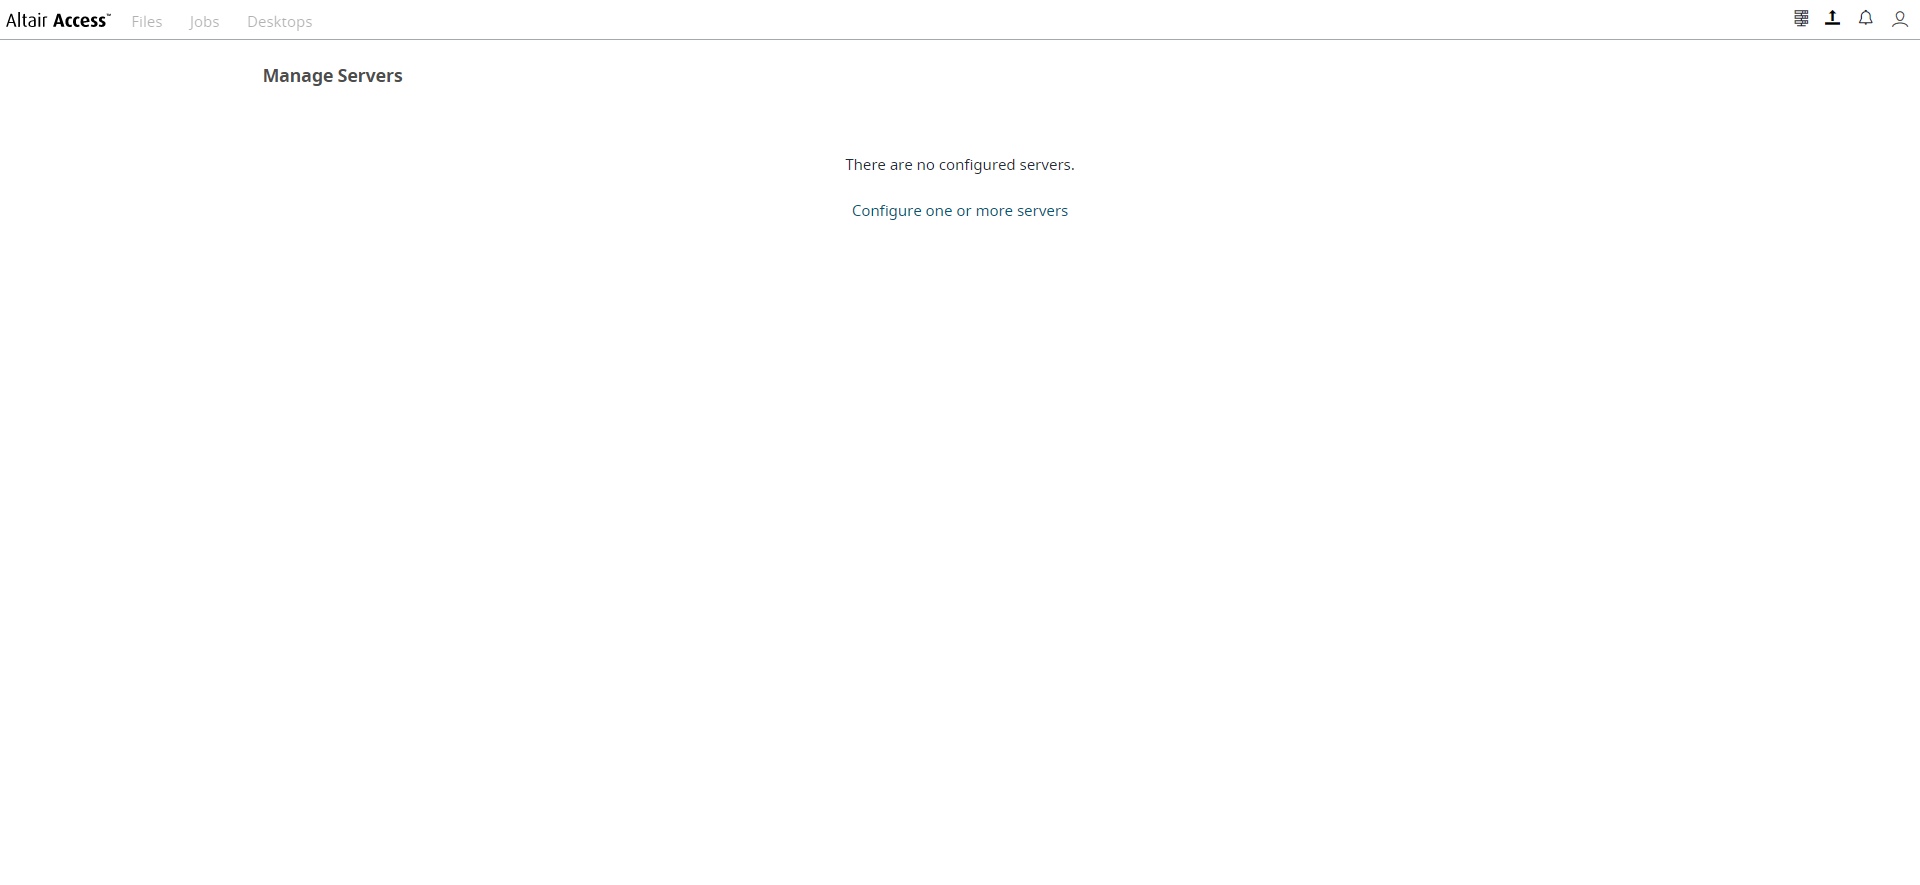 Altair Access™ Files Jobs Desktops
Manage Servers
There are no configured servers.
Configure one or more servers